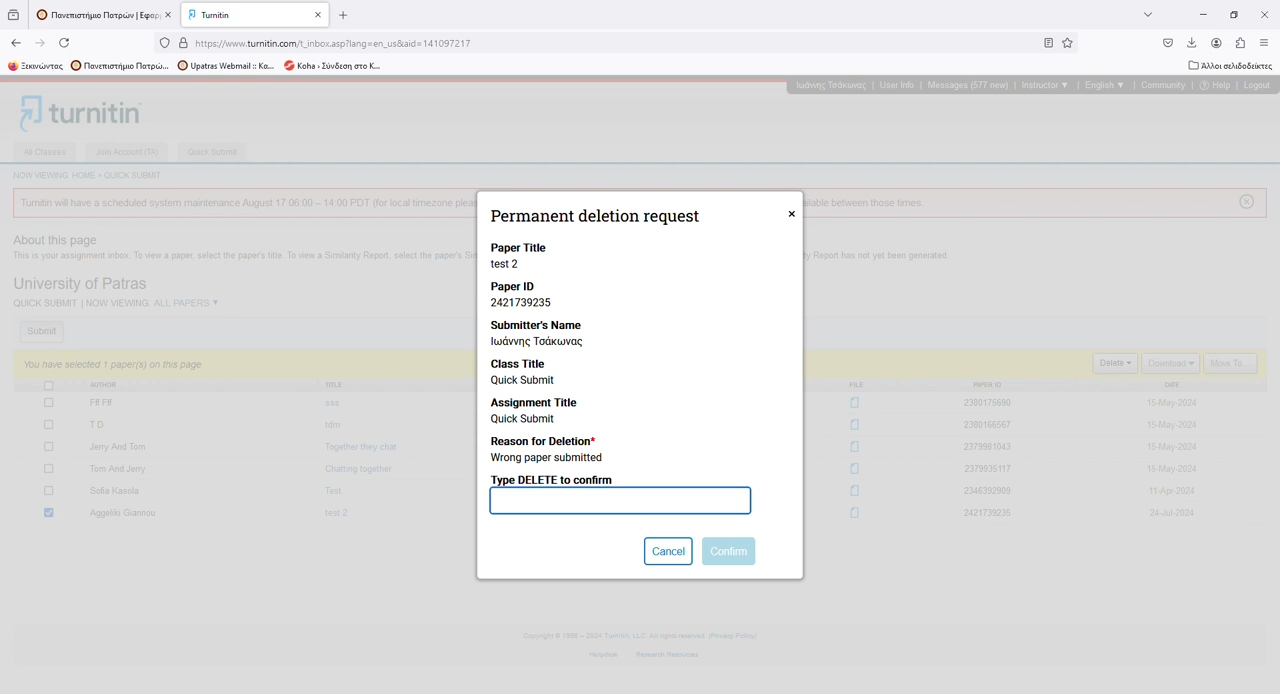 Πανεπιστήμιο Πατρών | Εφαρ
Turnitin
https://www.turnitin.com/t_inbox.asp?lang=en_us&aid=141097217
Ξεκινώντας
Πανεπιστήμιο Πατρώ...
Upatras Webmail :: Κα...
Koha › Σύνδεση στο Κ...
Άλλοι σελιδοδείκτες
Ιωάννης Τσάκωνας | User Info | Messages (577 new) | Instructor ▼ | English ▼ | Community | ? Help | Logout
turnitin
All Classes
Join Account (TA)
Quick Submit
NOW VIEWING: HOME > QUICK SUBMIT
Turnitin will have a scheduled system maintenance August 17 06:00 – 14:00 PDT (for local timezone pleas
ilable between those times.
About this page
This is your assignment inbox. To view a paper, select the paper's title. To view a Similarity Report, select the paper's Sim
ty Report has not yet been generated.
University of Patras
QUICK SUBMIT | NOW VIEWING: ALL PAPERS ▼
Submit
You have selected 1 paper(s) on this page
Delete
Download
Move To...
AUTHOR TITLE FILE PAPER ID DATE
Flf Flf sss 2380175690 15-May-2024
T D tdm 2380166567 15-May-2024
Jerry And Tom Together they chat 2379981043 15-May-2024
Tom And Jerry Chatting together 2379935117 15-May-2024
Sofia Kassola Test 2346392909 11-Apr-2024
Aggeliki Giannou test 2 2421739235 24-Jul-2024
Permanent deletion request
×
Paper Title
test 2
Paper ID
2421739235
Submitter's Name
Ιωάννης Τσάκωνας
Class Title
Quick Submit
Assignment Title
Quick Submit
Reason for Deletion*
Wrong paper submitted
Type DELETE to confirm
Cancel
Confirm
Copyright © 1998 – 2024 Turnitin, LLC. All rights reserved. (Privacy Policy)
Helpdesk
Research Resources